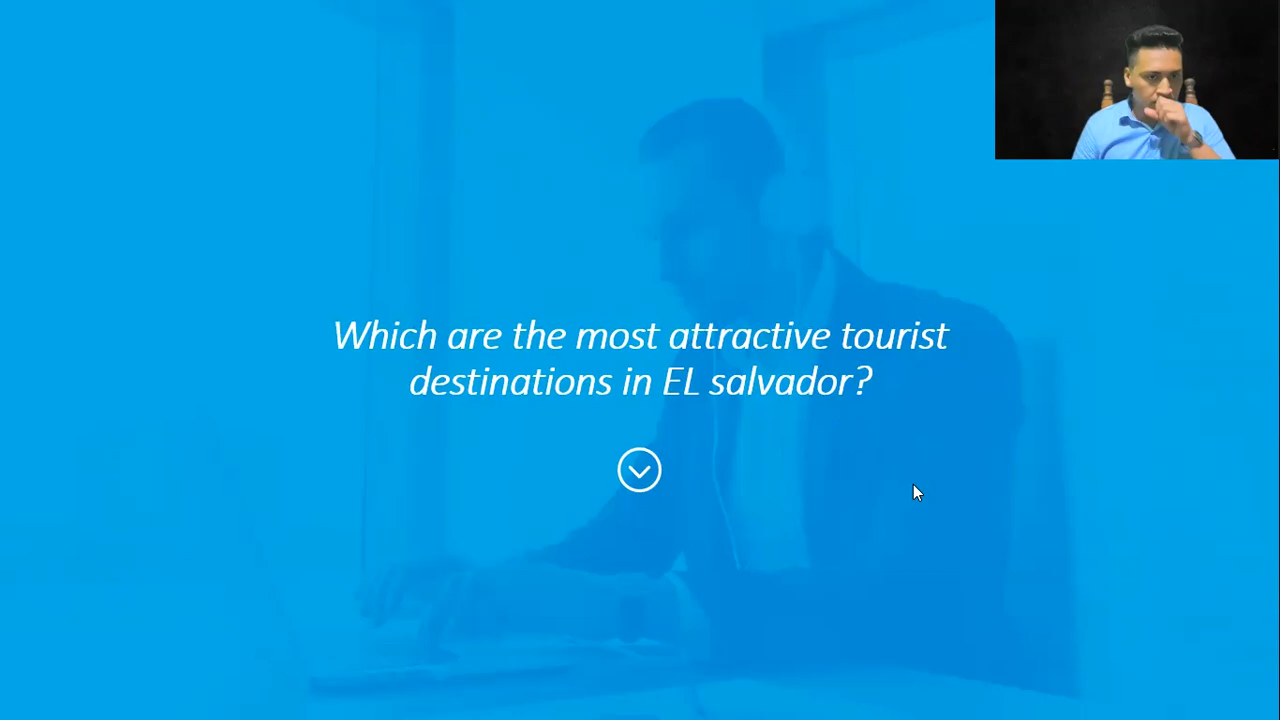 Which are the most attractive tourist
destinations in EL salvador?